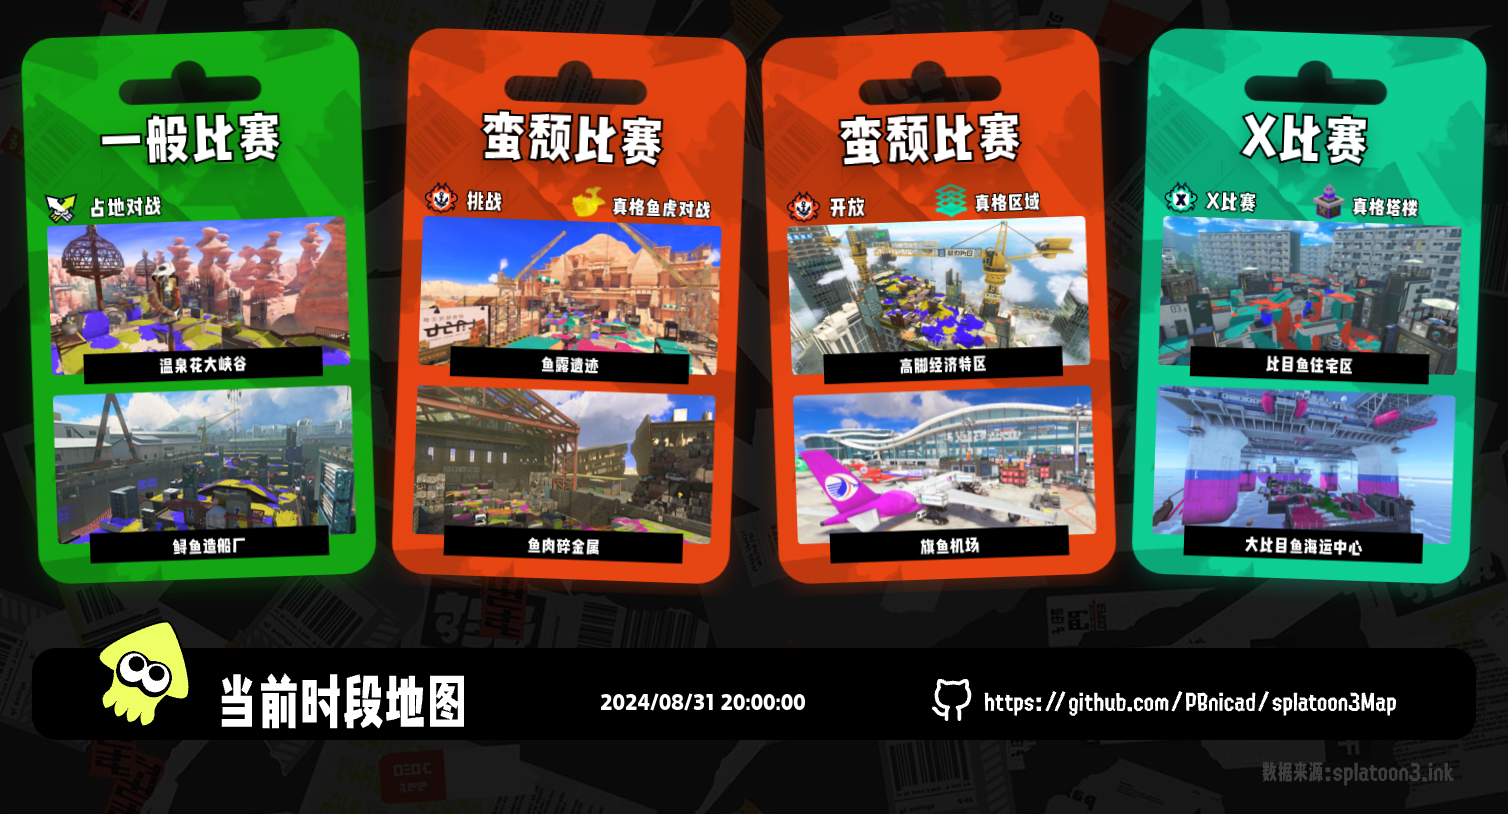 一般比赛
占地对战
温泉花大峡谷
鲟鱼造船厂
蛮颓比赛
挑战
真格鱼虎对战
鱼露遗迹
鱼肉碎金属
蛮颓比赛
开放
真格区域
高脚经济特区
旗鱼机场
X比赛
X比赛
真格塔楼
比目鱼住宅区
大比目鱼海运中心
当前时段地图
2024/08/31 20:00:00
https://github.com/PBnicad/splatoon3Map
数据来源:splatoon3.ink